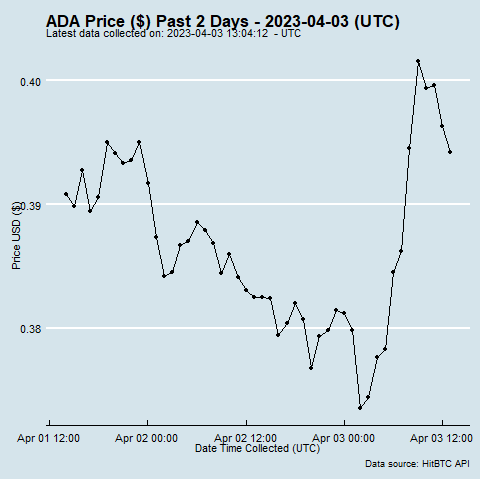 ADA Price ($) Past 2 Days - 2023-04-03 (UTC)
Latest data collected on: 2023-04-03 13:04:12 - UTC
0.40
0.39
0.38
Price USD ($)
Apr 01 12:00
Apr 02 00:00
Apr 02 12:00
Apr 03 00:00
Apr 03 12:00
Date Time Collected (UTC)
Data source: HitBTC API